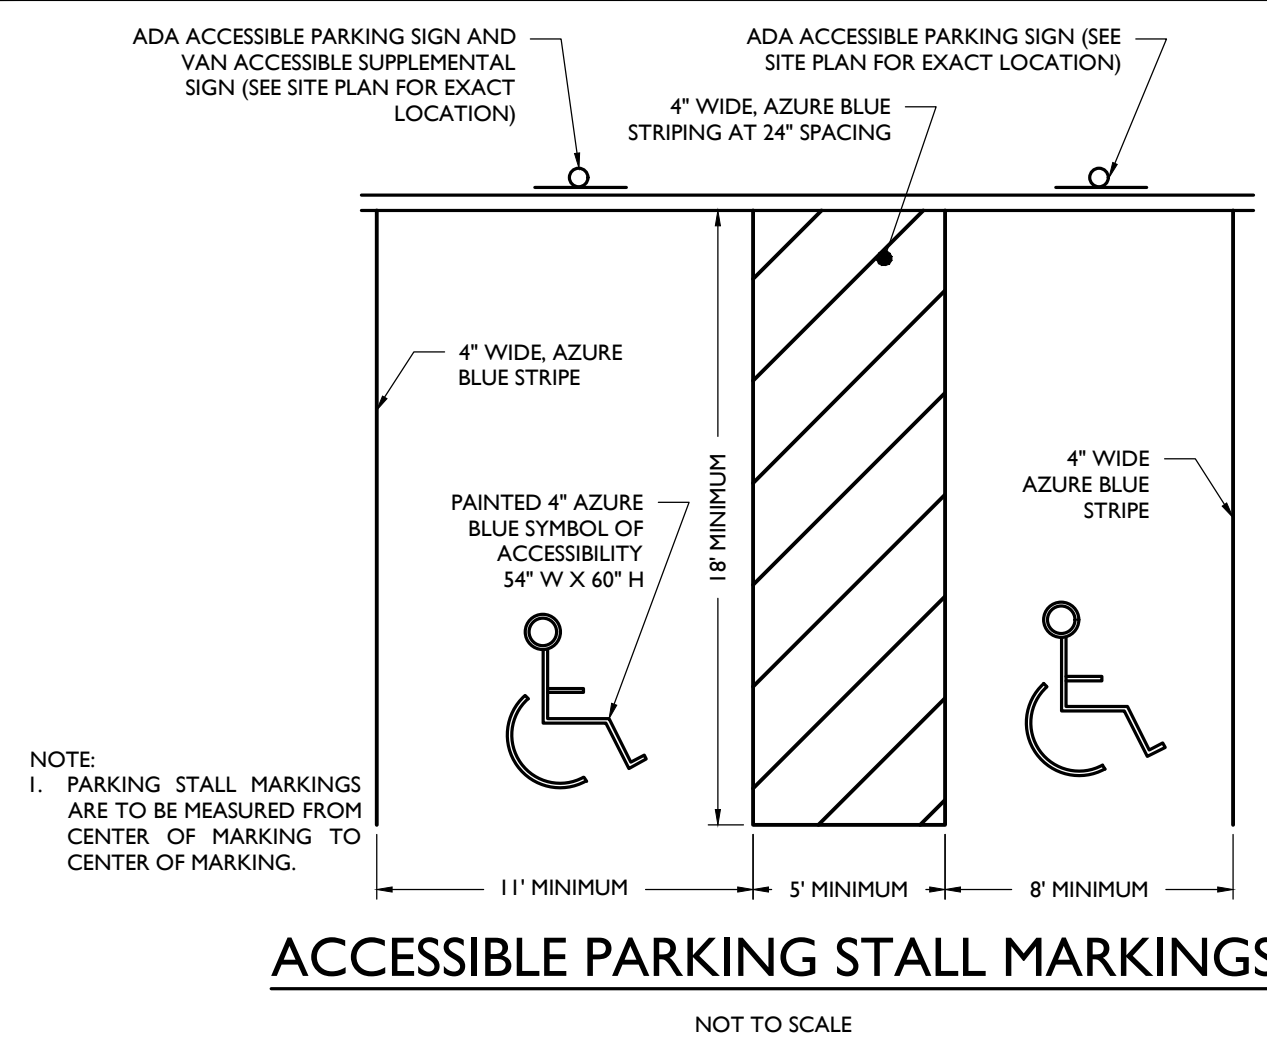 ADA ACCESSIBLE PARKING SIGN AND
VAN ACCESSIBLE SUPPLEMENTAL
SIGN (SEE SITE PLAN FOR EXACT
LOCATION)
ADA ACCESSIBLE PARKING SIGN (SEE
SITE PLAN FOR EXACT LOCATION)
4" WIDE, AZURE BLUE
STRIPING AT 24" SPACING
4" WIDE, AZURE
BLUE STRIPE
4" WIDE
AZURE BLUE
STRIPE
PAINTED 4" AZURE
BLUE SYMBOL OF
ACCESSIBILITY
54" W X 60" H
18' MINIMUM
NOTE:
1. PARKING STALL MARKINGS
ARE TO BE MEASURED FROM
CENTER OF MARKING TO
CENTER OF MARKING.
11' MINIMUM
5' MINIMUM
8' MINIMUM
ACCESSIBLE PARKING STALL MARKINGS
NOT TO SCALE